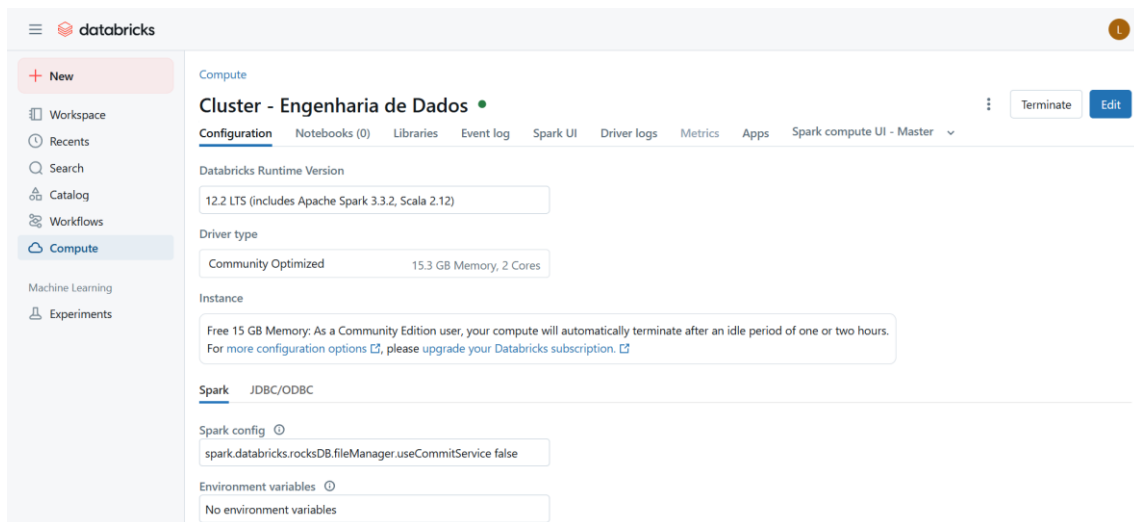 databricks
L
New
Workspace
Recents
Search
Catalog
Workflows
Compute
Machine Learning
Experiments
Compute
Cluster - Engenharia de Dados
Terminate
Edit
Configuration Notebooks (0) Libraries Event log Spark UI Driver logs Metrics Apps Spark compute UI - Master
Databricks Runtime Version
12.2 LTS (includes Apache Spark 3.3.2, Scala 2.12)
Driver type
Community Optimized 15.3 GB Memory, 2 Cores
Instance
Free 15 GB Memory: As a Community Edition user, your compute will automatically terminate after an idle period of one or two hours.
For more configuration options, please upgrade your Databricks subscription.
Spark JDBC/ODBC
Spark config
spark.databricks.rocksDB.fileManager.useCommitService false
Environment variables
No environment variables